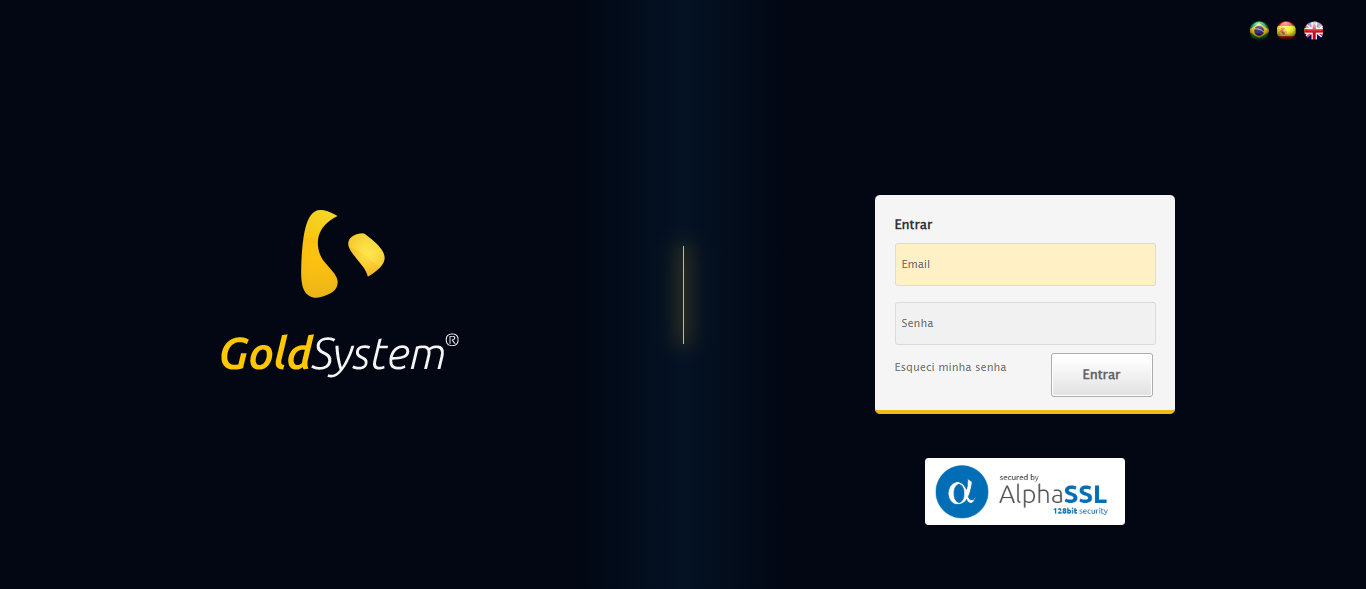 GoldSystem®
Entrar
Email
Senha
Esqueci minha senha
Entrar
α
secured by
AlphaSSL
128bit security